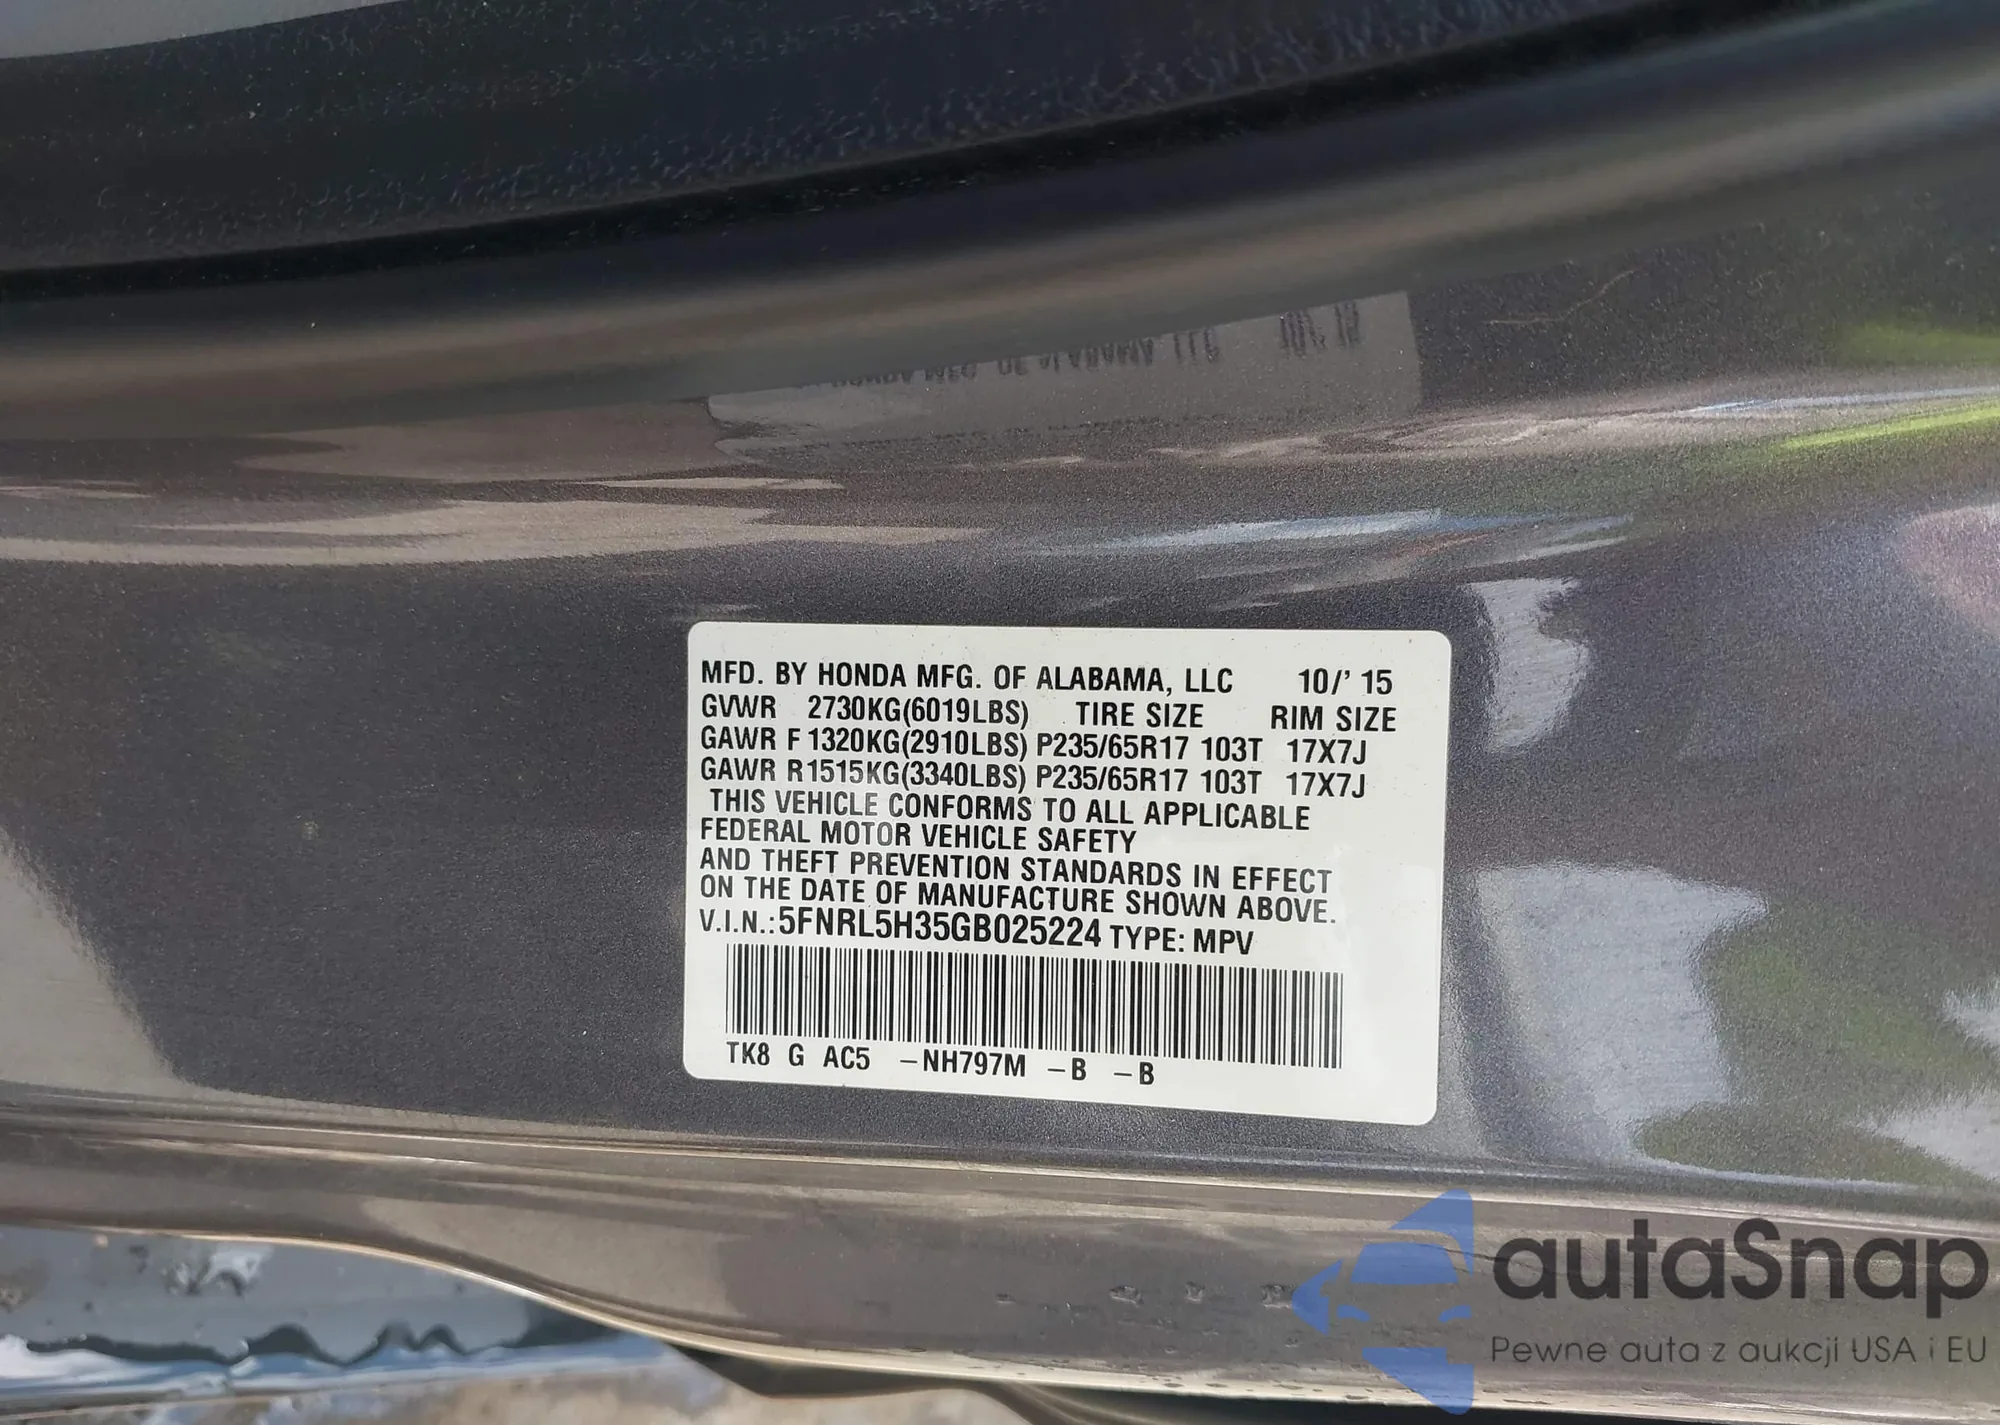 MFD. BY HONDA MFG. OF ALABAMA, LLC 10/' 15
GVWR 2730KG(6019LBS) TIRE SIZE RIM SIZE
GAWR F 1320KG(2910LBS) P235/65R17 103T 17X7J
GAWR R1515KG(3340LBS) P235/65R17 103T 17X7J
THIS VEHICLE CONFORMS TO ALL APPLICABLE
FEDERAL MOTOR VEHICLE SAFETY
AND THEFT PREVENTION STANDARDS IN EFFECT
ON THE DATE OF MANUFACTURE SHOWN ABOVE.
V.I.N.: 5FNRL5H35GB025224 TYPE: MPV
TK8 G AC5 –NH797M –B –B
autaSnap
Pewne auta z aukcji USA i EU